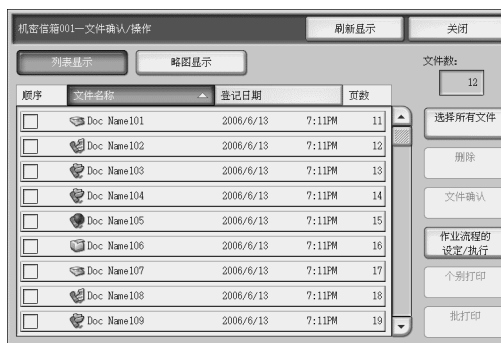 机密信箱001—文件确认/操作 刷新显示 关闭
列表显示 略图显示 文件数:
12
顺序 文件名称 登记日期 页数
Doc Name101 2006/6/13 7:11PM 11 选择所有文件
Doc Name102 2006/6/13 7:11PM 12
删除
Doc Name103 2006/6/13 7:11PM 13
Doc Name104 2006/6/13 7:11PM 14 文件确认
Doc Name105 2006/6/13 7:11PM 15
Doc Name106 2006/6/13 7:11PM 16 作业流程的
设定/执行
Doc Name107 2006/6/13 7:11PM 17 个别打印
Doc Name108 2006/6/13 7:11PM 18
Doc Name109 2006/6/13 7:11PM 19 批打印